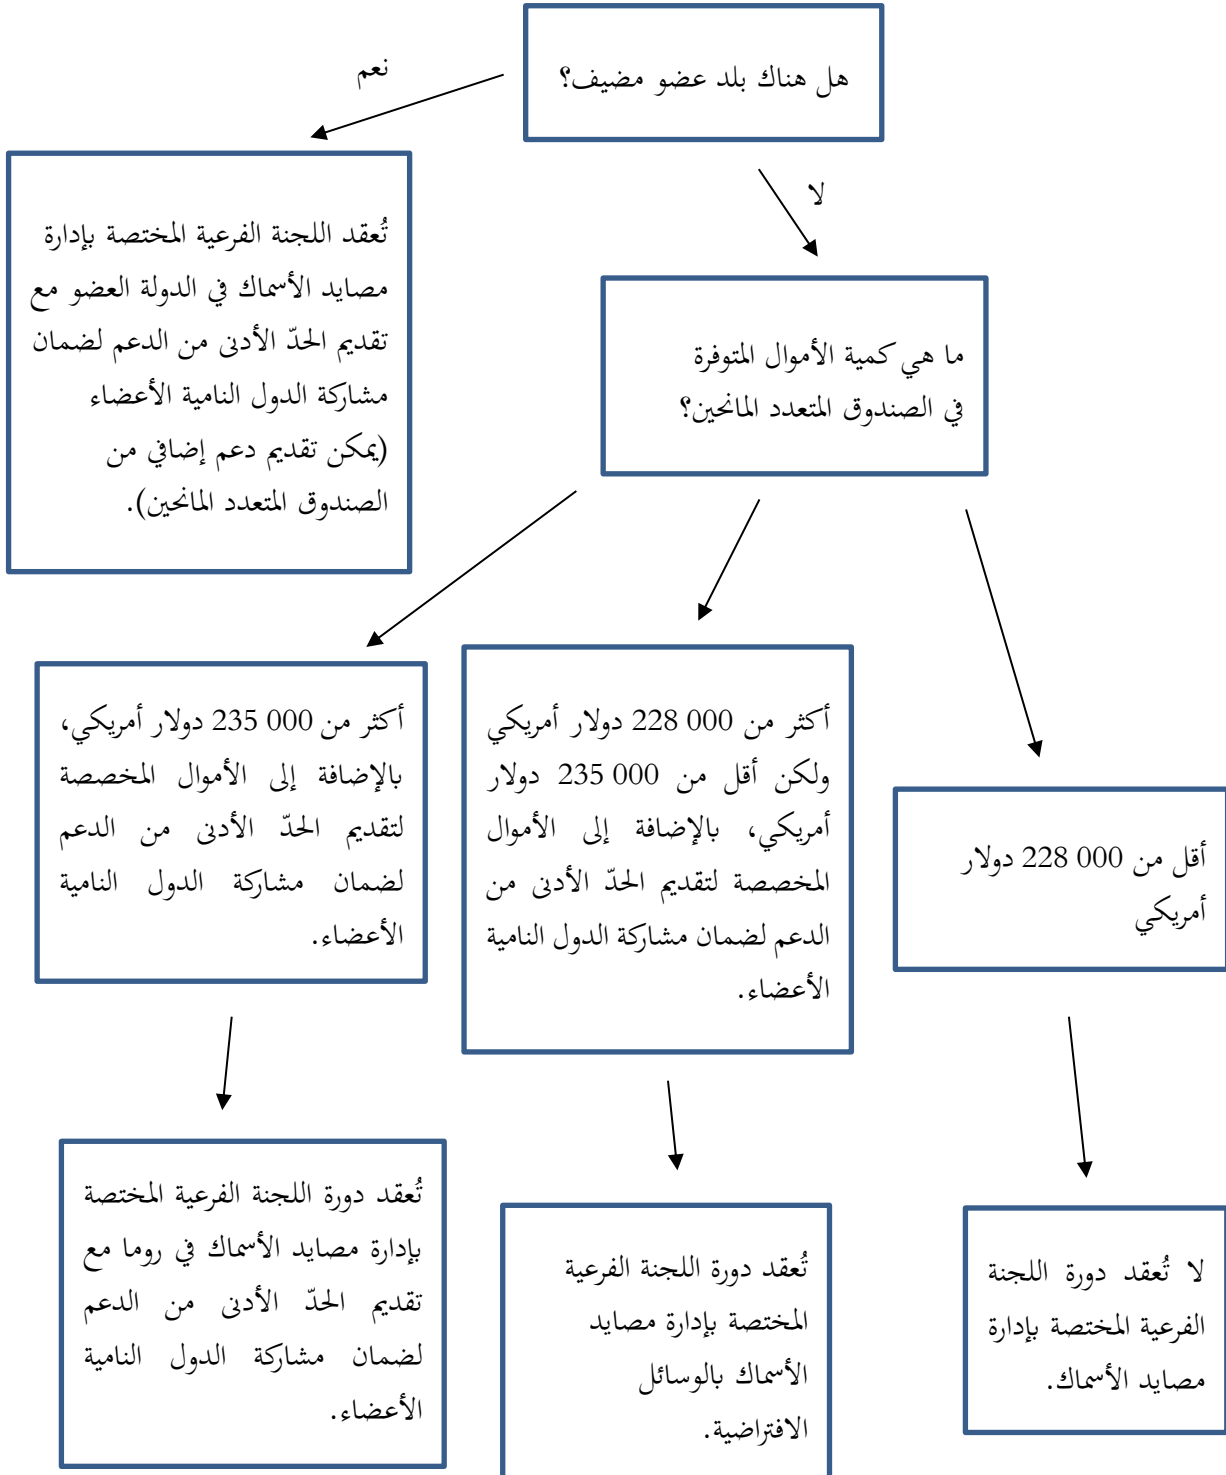 هل هناك بلد عضو مضيف؟
نعم
لا
تُعقد اللجنة الفرعية المختصة بإدارة
مصايد الأسماك في الدولة العضو مع
تقديم الحدّ الأدنى من الدعم لضمان
مشاركة الدول النامية الأعضاء
(يمكن تقديم دعم إضافي من
الصندوق المتعدد المانحين).
ما هي كمية الأموال المتوفرة
في الصندوق المتعدد المانحين؟
أقل من 000 228 دولار
أمريكي
أكثر من 000 228 دولار أمريكي
ولكن أقل من 000 235 دولار
أمريكي، بالإضافة إلى الأموال
المخصصة لتقديم الحدّ الأدنى من
الدعم لضمان مشاركة الدول النامية
الأعضاء.
أكثر من 000 235 دولار أمريكي،
بالإضافة إلى الأموال المخصصة
لتقديم الحدّ الأدنى من الدعم
لضمان مشاركة الدول النامية
الأعضاء.
لا تُعقد دورة اللجنة
الفرعية المختصة بإدارة
مصايد الأسماك.
تُعقد دورة اللجنة الفرعية
المختصة بإدارة مصايد
الأسماك بالوسائل
الافتراضية.
تُعقد دورة اللجنة الفرعية المختصة
بإدارة مصايد الأسماك في روما مع
تقديم الحدّ الأدنى من الدعم
لضمان مشاركة الدول النامية
الأعضاء.